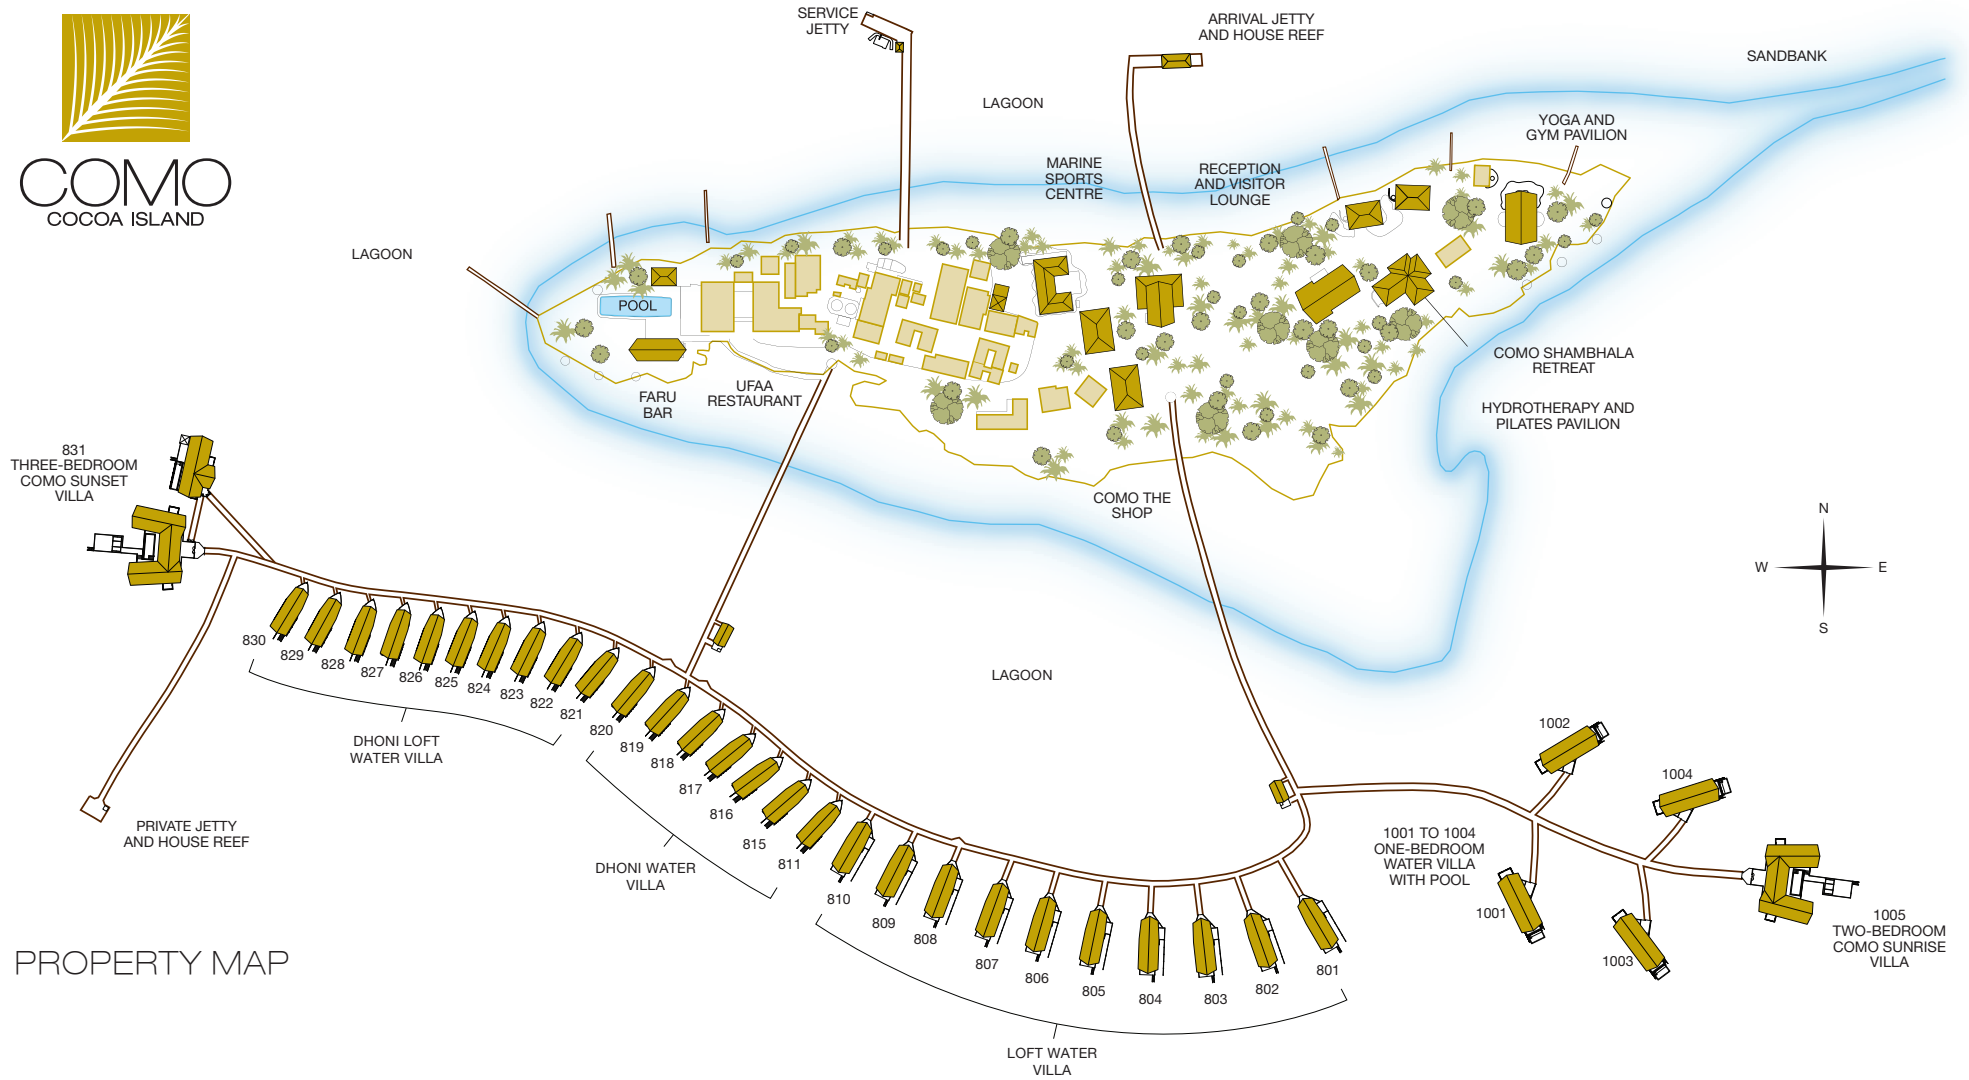 COMO
COCOA ISLAND
SERVICE
JETTY
ARRIVAL JETTY
AND HOUSE REEF
SANDBANK
LAGOON
YOGA AND
GYM PAVILION
MARINE
SPORTS
CENTRE
RECEPTION
AND VISITOR
LOUNGE
LAGOON
POOL
FARU
BAR
UFAA
RESTAURANT
COMO SHAMBHALA
RETREAT
HYDROTHERAPY AND
PILATES PAVILION
COMO THE
SHOP
831
THREE-BEDROOM
COMO SUNSET
VILLA
N
W
E
S
LAGOON
830
829
828
827
826
825
824
823
822
821
820
819
818
817
816
815
811
810
809
808
807
806
805
804
803
802
801
DHONI LOFT
WATER VILLA
DHONI WATER
VILLA
LOFT WATER
VILLA
PRIVATE JETTY
AND HOUSE REEF
1002
1004
1001 TO 1004
ONE-BEDROOM
WATER VILLA
WITH POOL
1001
1003
1005
TWO-BEDROOM
COMO SUNRISE
VILLA
PROPERTY MAP